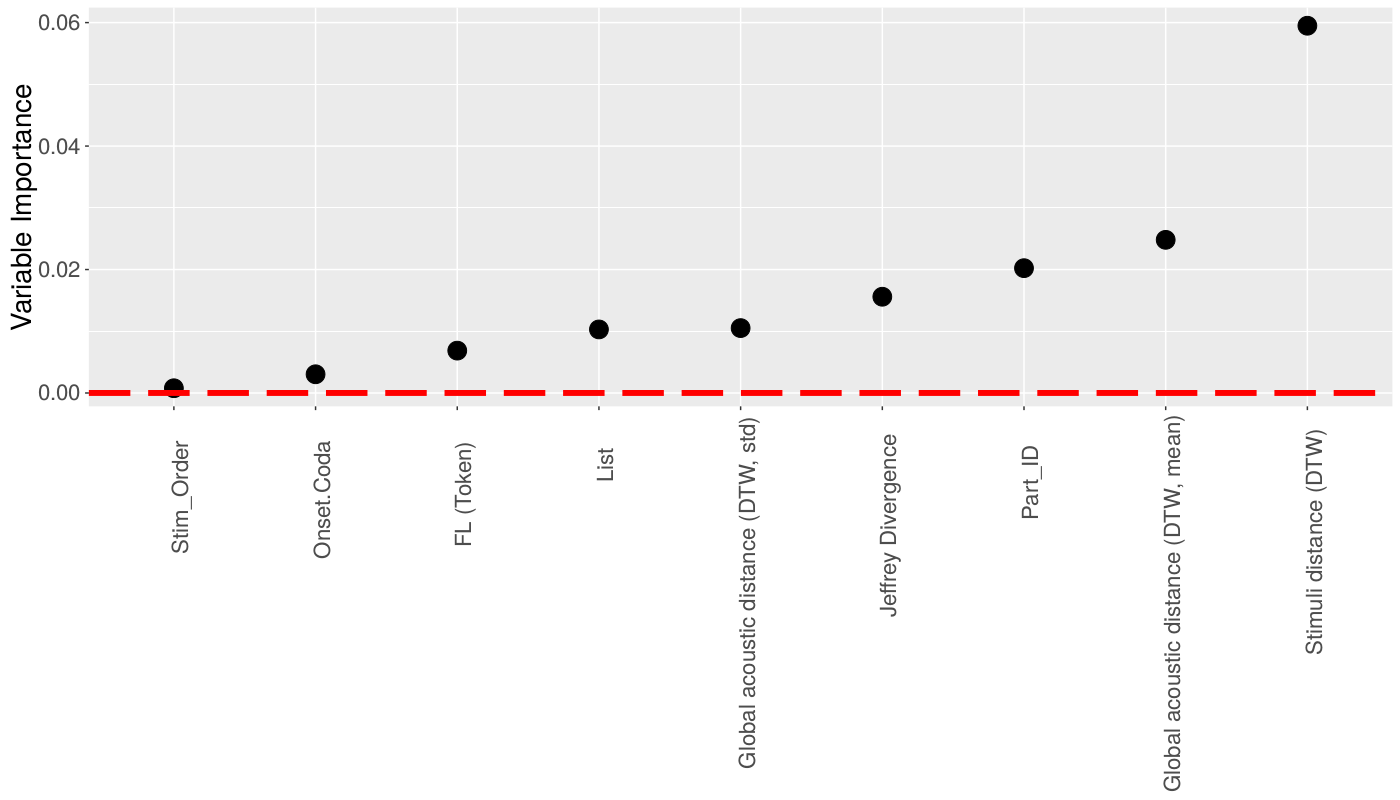 Variable Importance
0.06
0.04
0.02
0.00
Stim_Order
Onset.Coda
FL (Token)
List
Global acoustic distance (DTW, std)
Jeffrey Divergence
Part_ID
Global acoustic distance (DTW, mean)
Stimuli distance (DTW)